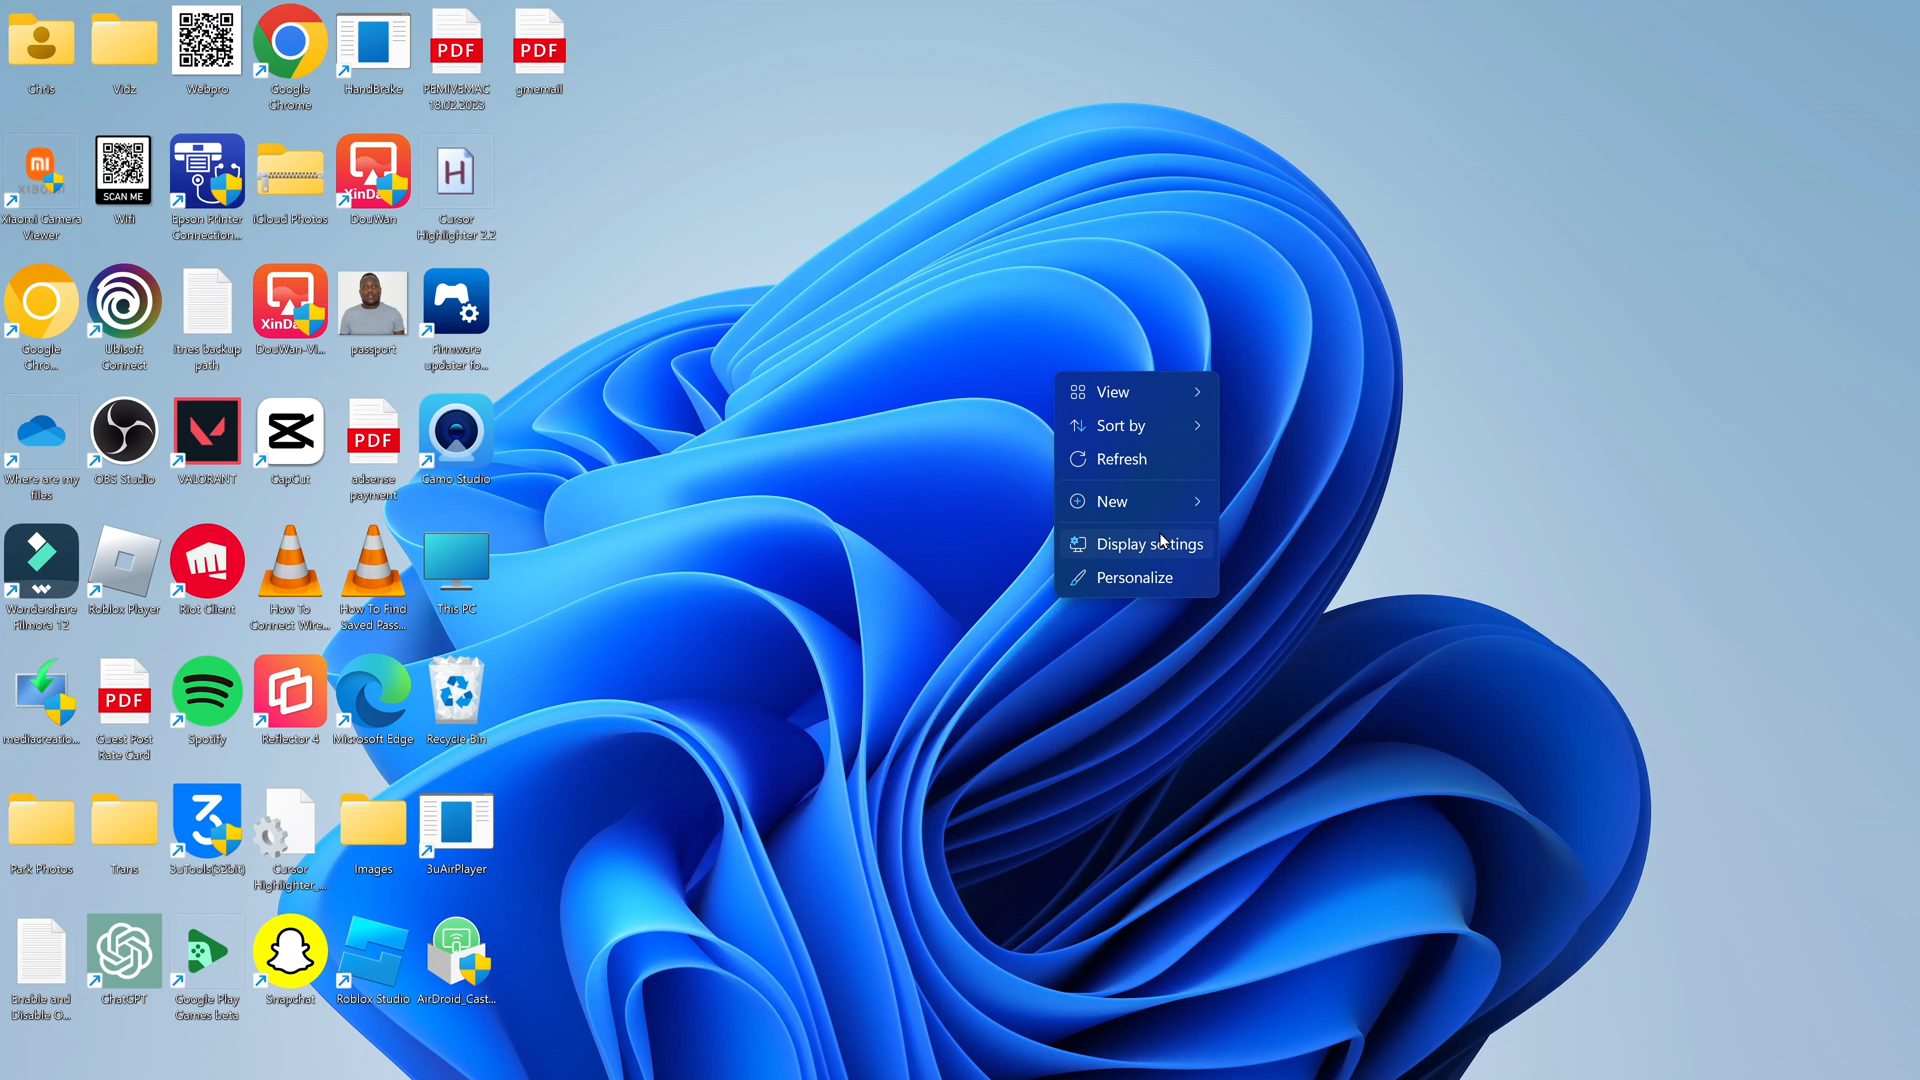 Chris
Vidz
Webpro
Google
Chrome
HandBrake
PDF
PEMIVEMAC
18.02.2023
PDF
gmemail
Xiaomi Camera
Viewer
SCAN ME
Wifi
Epson Printer
Connection...
iCloud Photos
DouWan
H
Cursor
Highlighter 2.2
Google
Chro...
Ubisoft
Connect
itnes backup
path
DouWan-Vi...
passport
Firmware
updater fo...
Where are my
files
OBS Studio
VALORANT
CapCut
PDF
adsense
payment
Camo Studio
Wondershare
Filmora 12
Roblox Player
Riot Client
How To
Connect Wire...
How To Find
Saved Pass...
This PC
mediacreatio...
PDF
Guest Post
Rate Card
Spotify
Reflector 4
Microsoft Edge
Recycle Bin
Park Photos
Trans
3uTools(32bit)
Cursor
Highlighter_...
Images
3uAirPlayer
Enable and
Disable O...
ChatGPT
Google Play
Games beta
Snapchat
Roblox Studio
AirDroid_Cast...
View
Sort by
Refresh
New
Display settings
Personalize